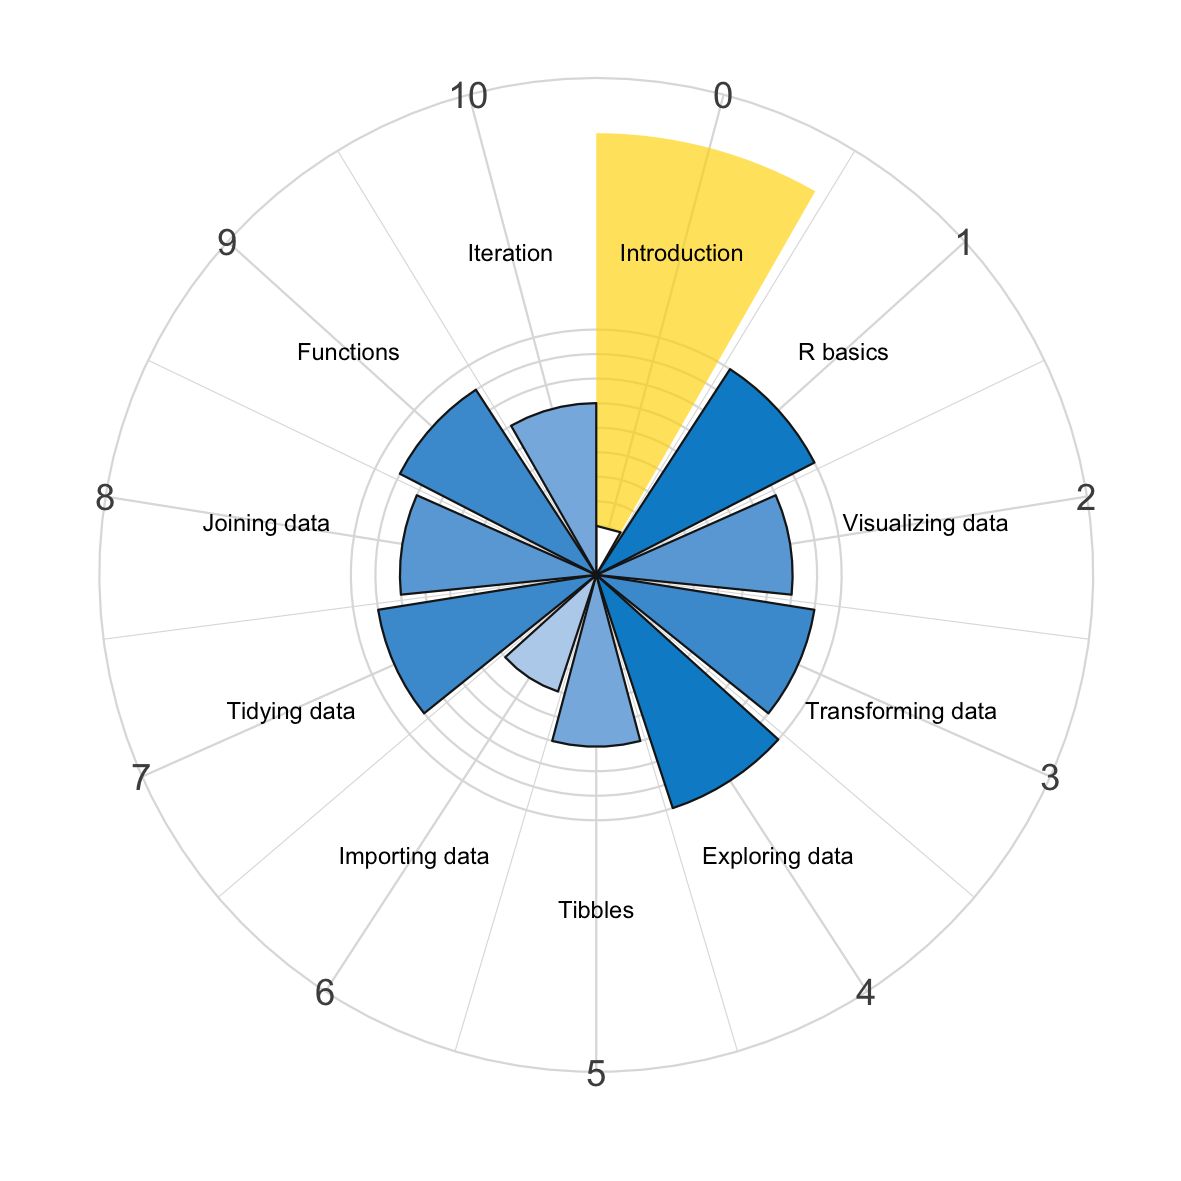 10
0
9
1
Iteration
Introduction
Functions
R basics
8
2
Joining data
Visualizing data
Tidying data
Transforming data
7
3
Importing data
Exploring data
Tibbles
6
4
5